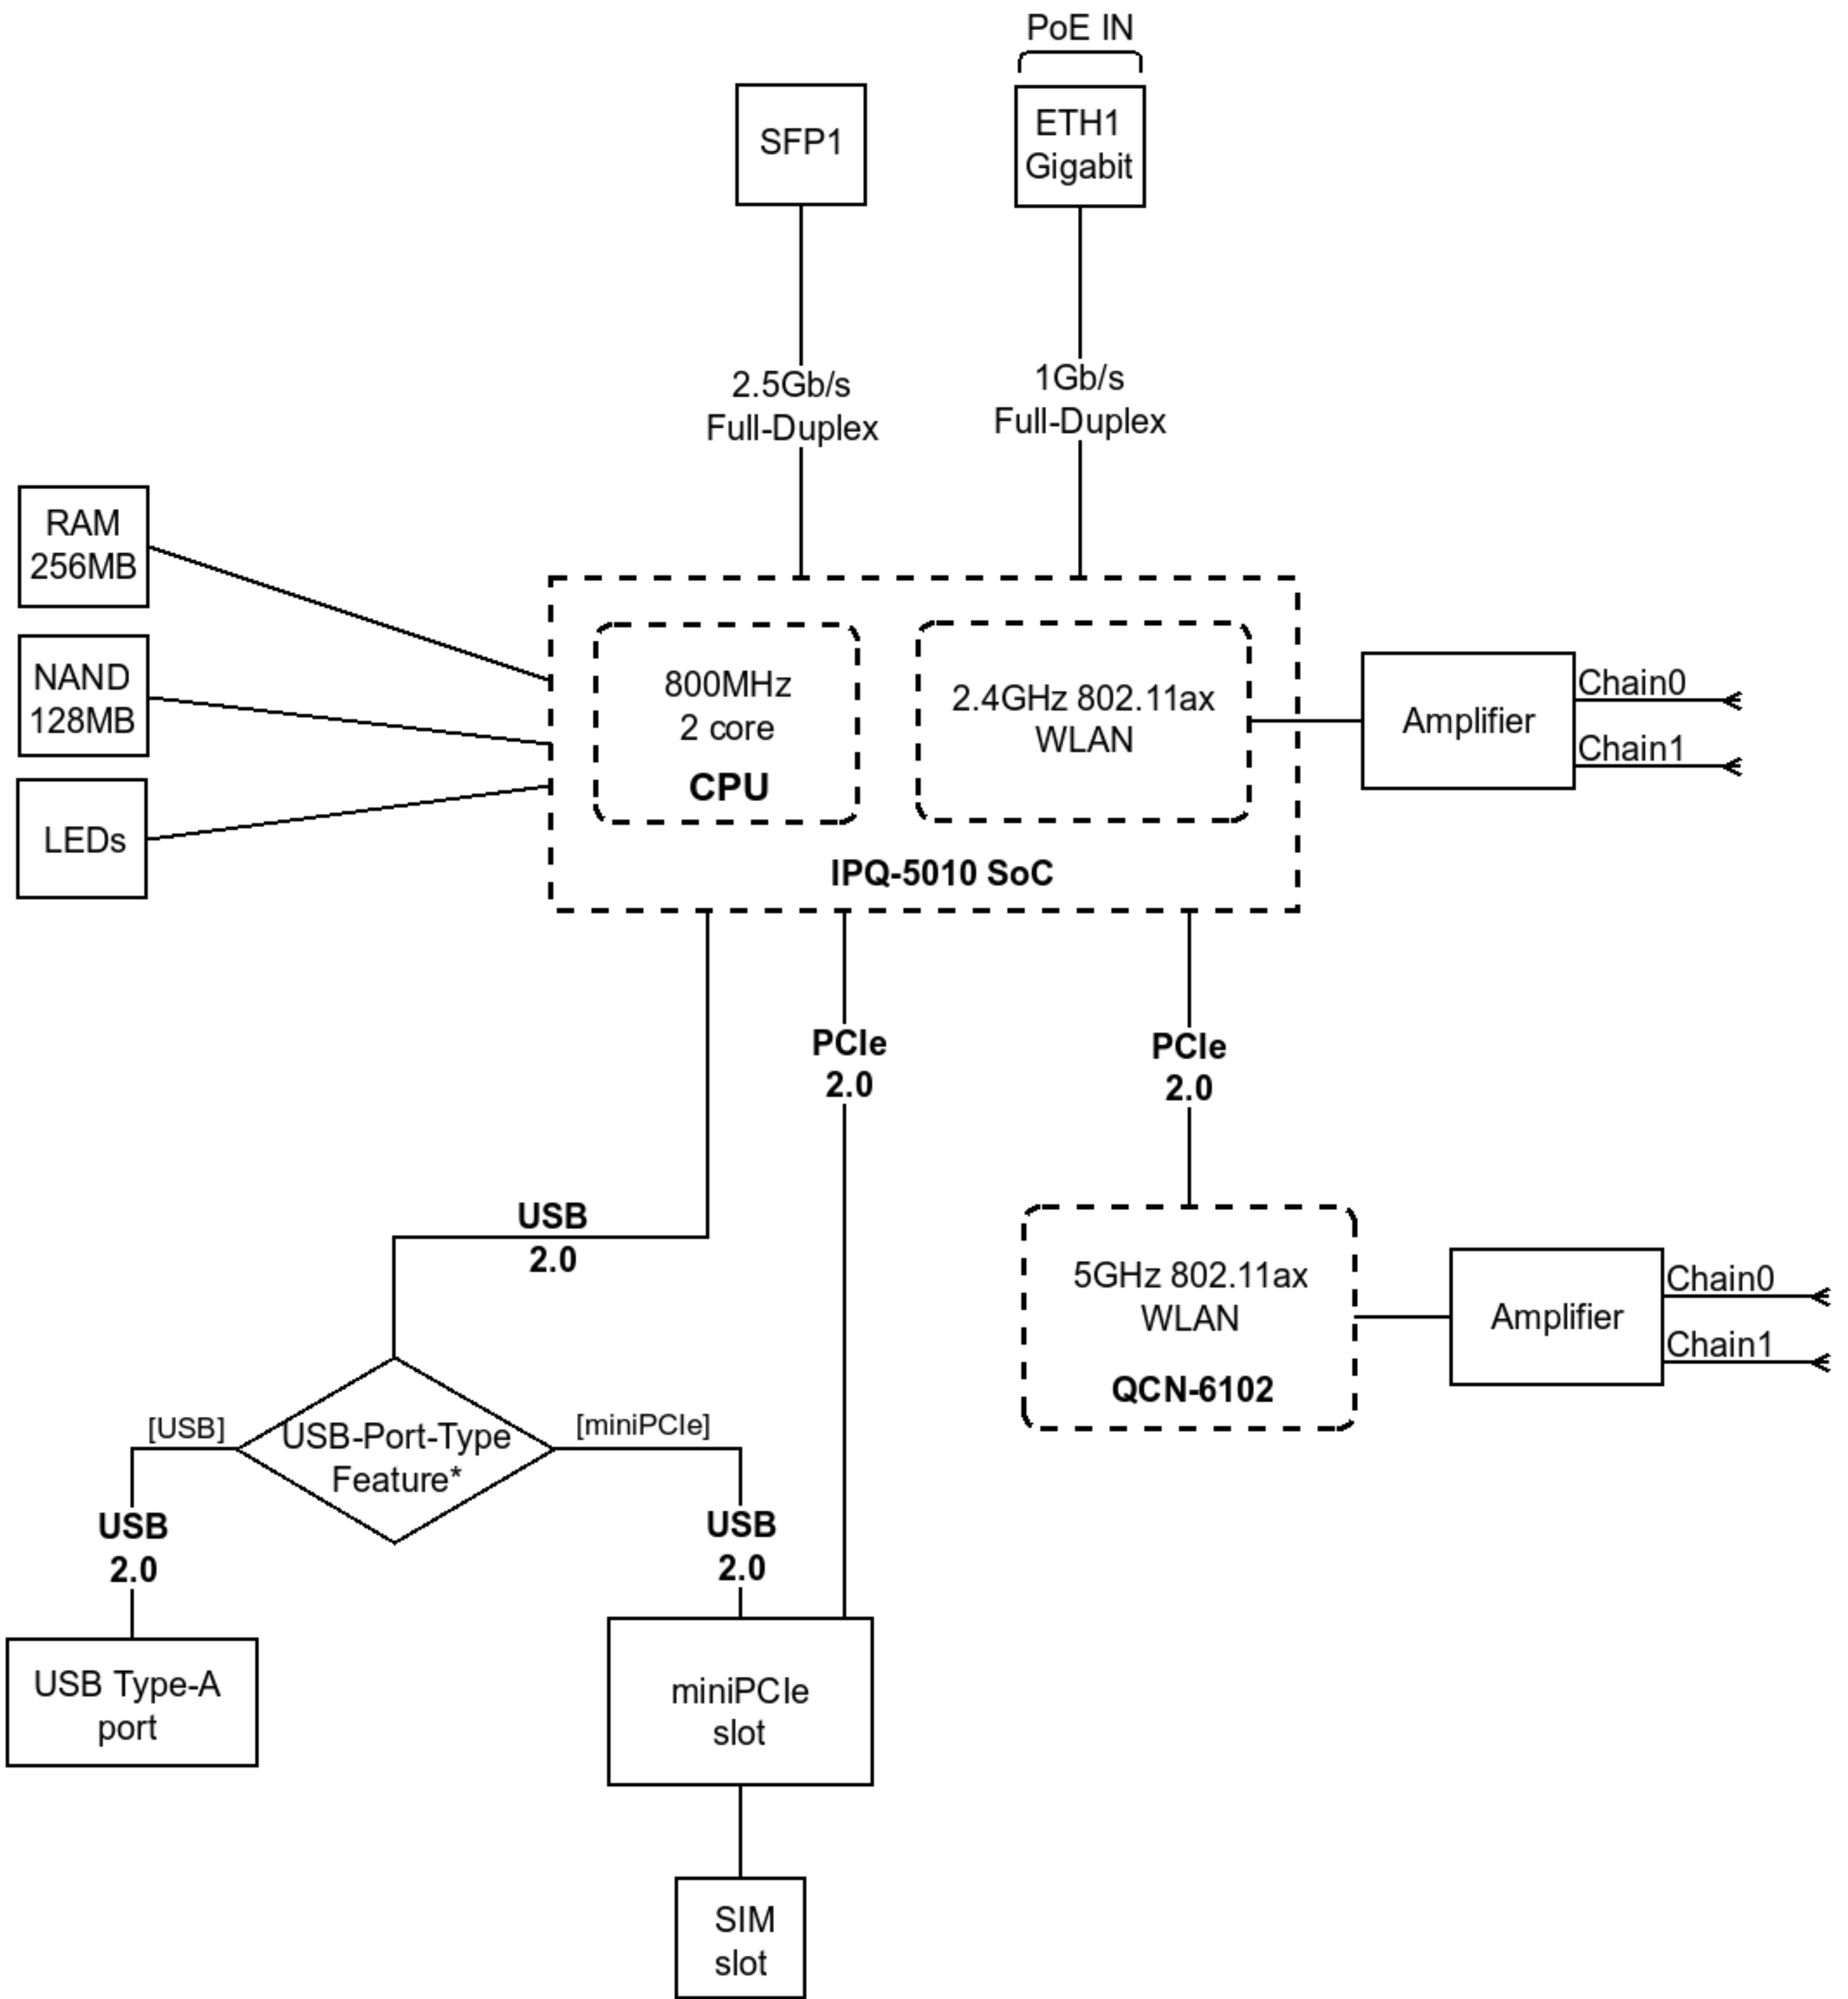 PoE IN
SFP1
ETH1
Gigabit
2.5Gb/s
Full-Duplex
1Gb/s
Full-Duplex
RAM
256MB
NAND
128MB
LEDs
800MHz
2 core
CPU
2.4GHz 802.11ax
WLAN
IPQ-5010 SoC
Amplifier
Chain0
Chain1
PCIe
2.0
PCIe
2.0
USB
2.0
5GHz 802.11ax
WLAN
QCN-6102
Amplifier
Chain0
Chain1
[USB]
USB-Port-Type
Feature*
[miniPCIe]
USB
2.0
USB
2.0
USB Type-A
port
miniPCIe
slot
SIM
slot